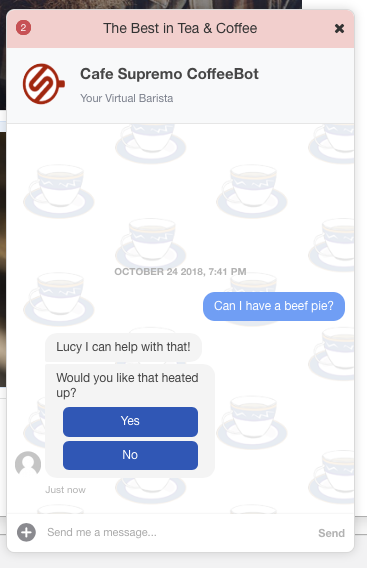 2
The Best in Tea & Coffee
Cafe Supremo CoffeeBot
Your Virtual Barista
OCTOBER 24 2018, 7:41 PM
Can I have a beef pie?
Lucy I can help with that!
Would you like that heated
up?
Yes
No
Just now
Send me a message...
Send